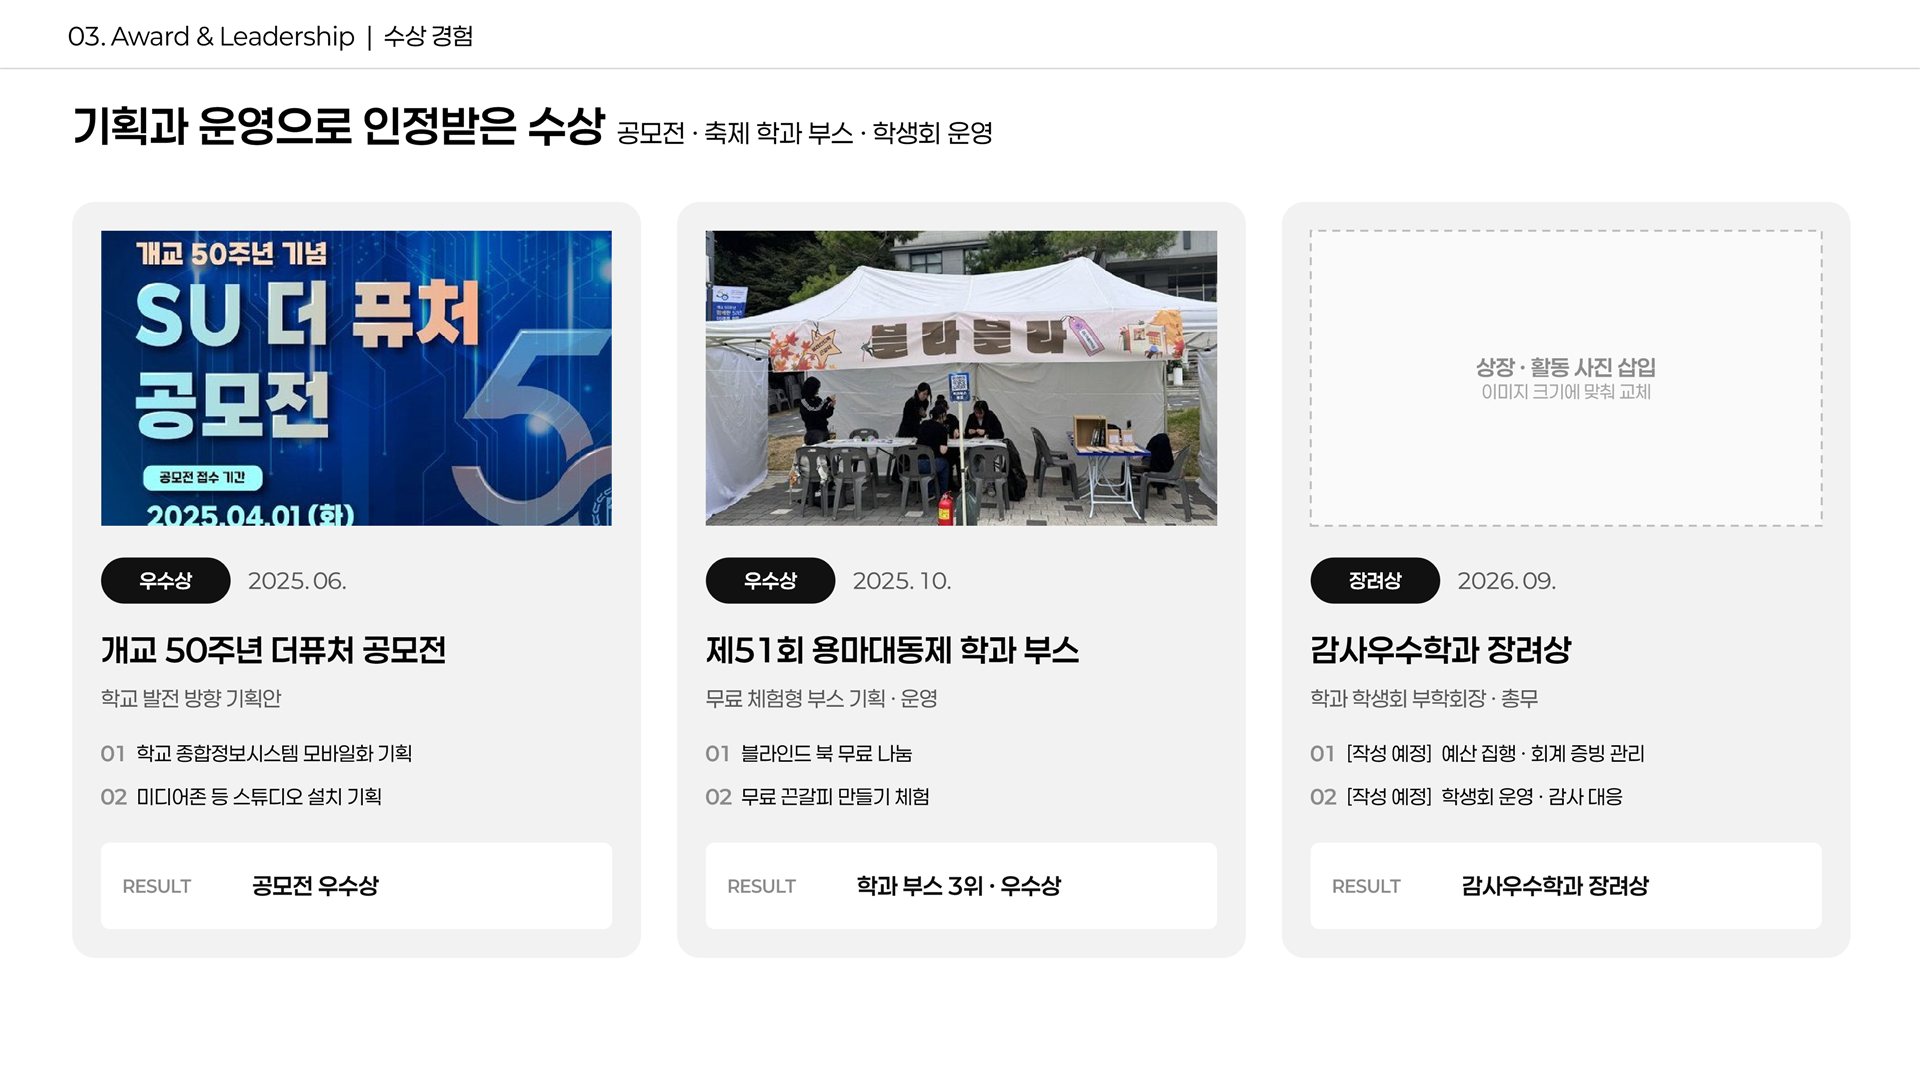 03. Award & Leadership | 수상 경험
기획과 운영으로 인정받은 수상 공모전 · 축제 학과 부스 · 학생회 운영
개교 50주년 기념
SU 더 퓨처
공모전
공모전 접수 기간
2025.04.01 (화)
우수상 2025. 06.
개교 50주년 더퓨처 공모전
학교 발전 방향 기획안
01 학교 종합정보시스템 모바일화 기획
02 미디어존 등 스튜디오 설치 기획
RESULT 공모전 우수상
블라보라
우수상 2025. 10.
제51회 용마대동제 학과 부스
무료 체험형 부스 기획 · 운영
01 블라인드 북 무료 나눔
02 무료 끈갈피 만들기 체험
RESULT 학과 부스 3위 · 우수상
상장 · 활동 사진 삽입
이미지 크기에 맞춰 교체
장려상 2026. 09.
감사우수학과 장려상
학과 학생회 부학회장 · 총무
01 [작성 예정] 예산 집행 · 회계 증빙 관리
02 [작성 예정] 학생회 운영 · 감사 대응
RESULT 감사우수학과 장려상